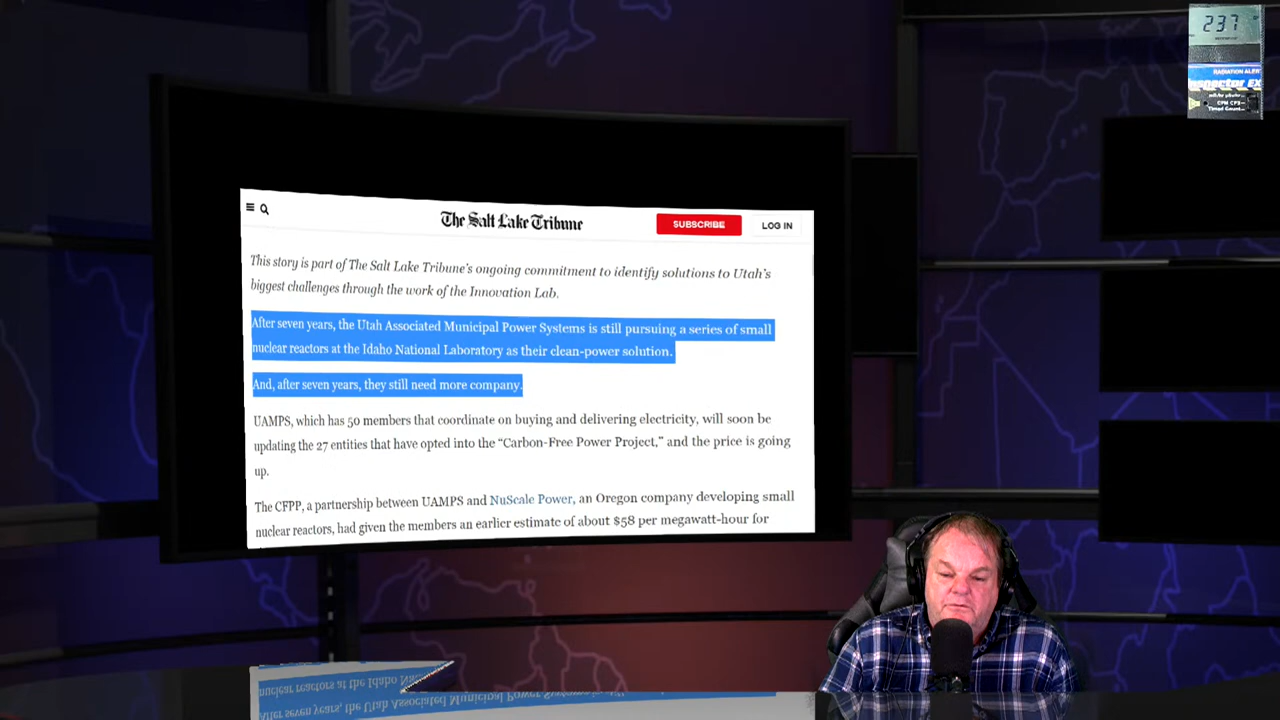 237
RADIATION ALERT
The Salt Lake Tribune
SUBSCRIBE
LOG IN
This story is part of The Salt Lake Tribune's ongoing commitment to identify solutions to Utah's
biggest challenges through the work of the Innovation Lab.
After seven years, the Utah Associated Municipal Power Systems is still pursuing a series of small
nuclear reactors at the Idaho National Laboratory as their clean-power solution.
And, after seven years, they still need more company.
UAMPS, which has 50 members that coordinate on buying and delivering electricity, will soon be
updating the 27 entities that have opted into the “Carbon-Free Power Project,” and the price is going
up.
The CFPP, a partnership between UAMPS and NuScale Power, an Oregon company developing small
nuclear reactors, had given the members an earlier estimate of about $58 per megawatt-hour for